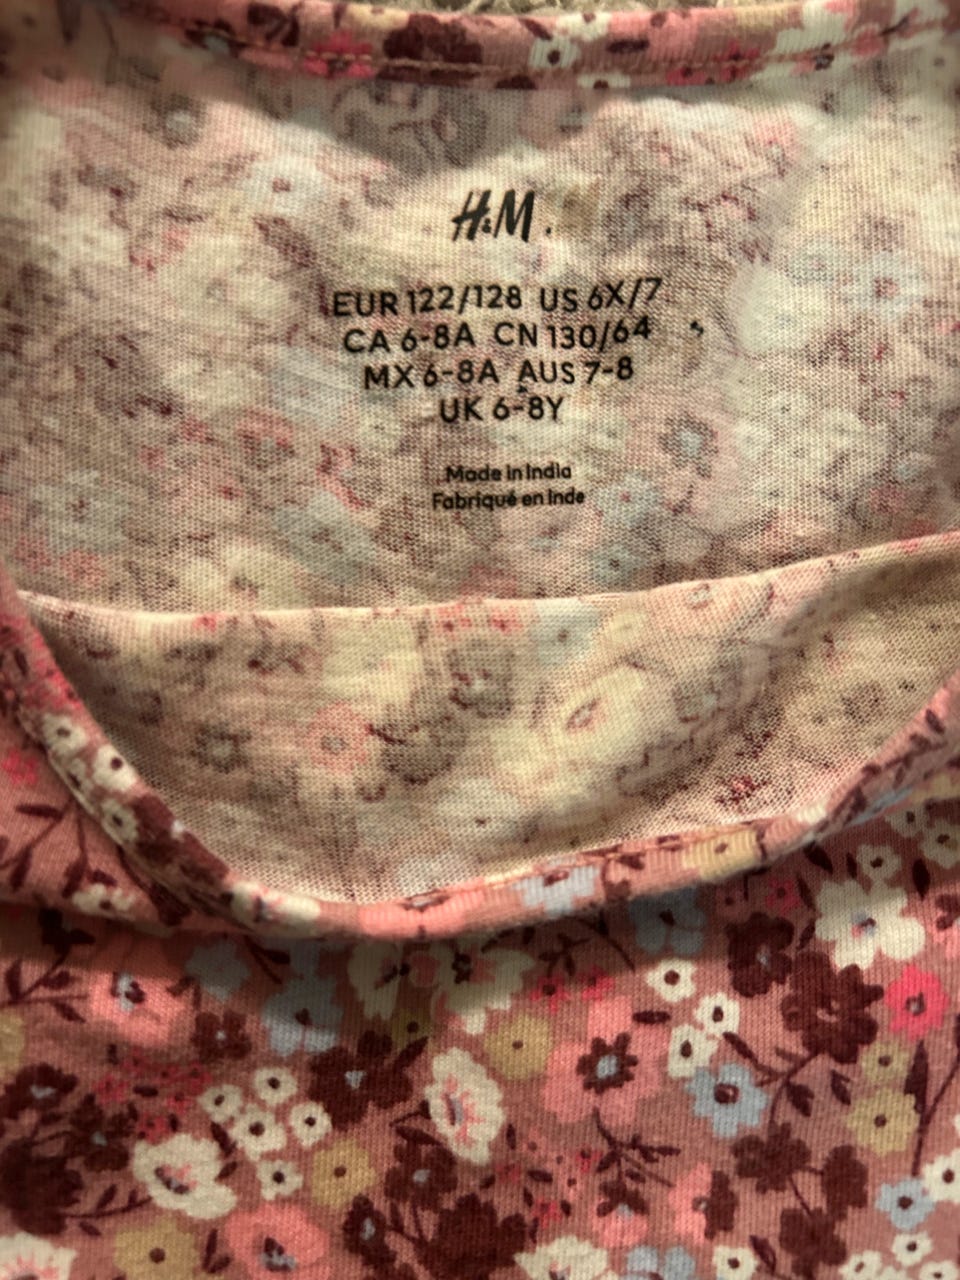 H&M.
EUR 122/128 US 6X/7
CA 6-8A CN 130/64
MX 6-8A AUS 7-8
UK 6-8Y
Made in India
Fabriqué en Inde